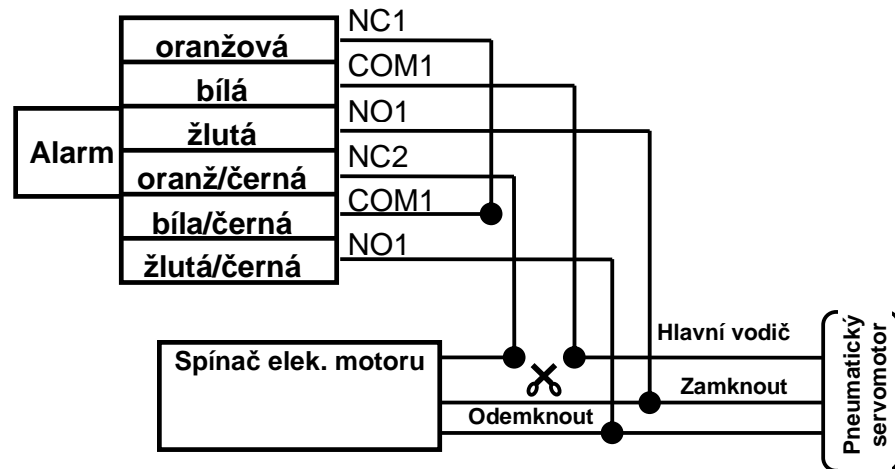 NC1
oranžová
COM1
bílá
NO1
žlutá
Alarm
NC2
oranž/černá
COM1
bíla/černá
NO1
žlutá/černá
Spínač elek. motoru
Hlavní vodič
Zamknout
Odemknout
Pneumatický
servomotor